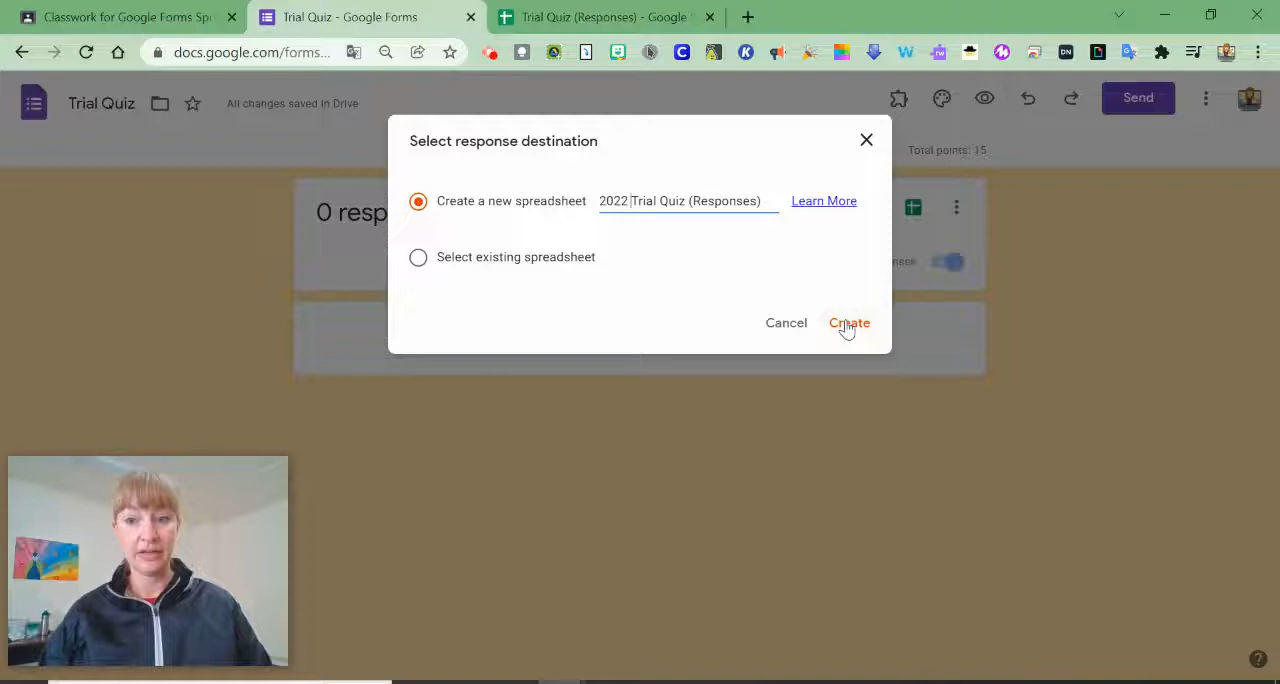 Classwork for Google Forms Spr
Trial Quiz - Google Forms
Trial Quiz (Responses) - Google
docs.google.com/forms...
Trial Quiz
All changes saved in Drive
Send
Total points: 15
0 resp
Select response destination
Create a new spreadsheet
2022 Trial Quiz (Responses)
Learn More
Select existing spreadsheet
Cancel
Create